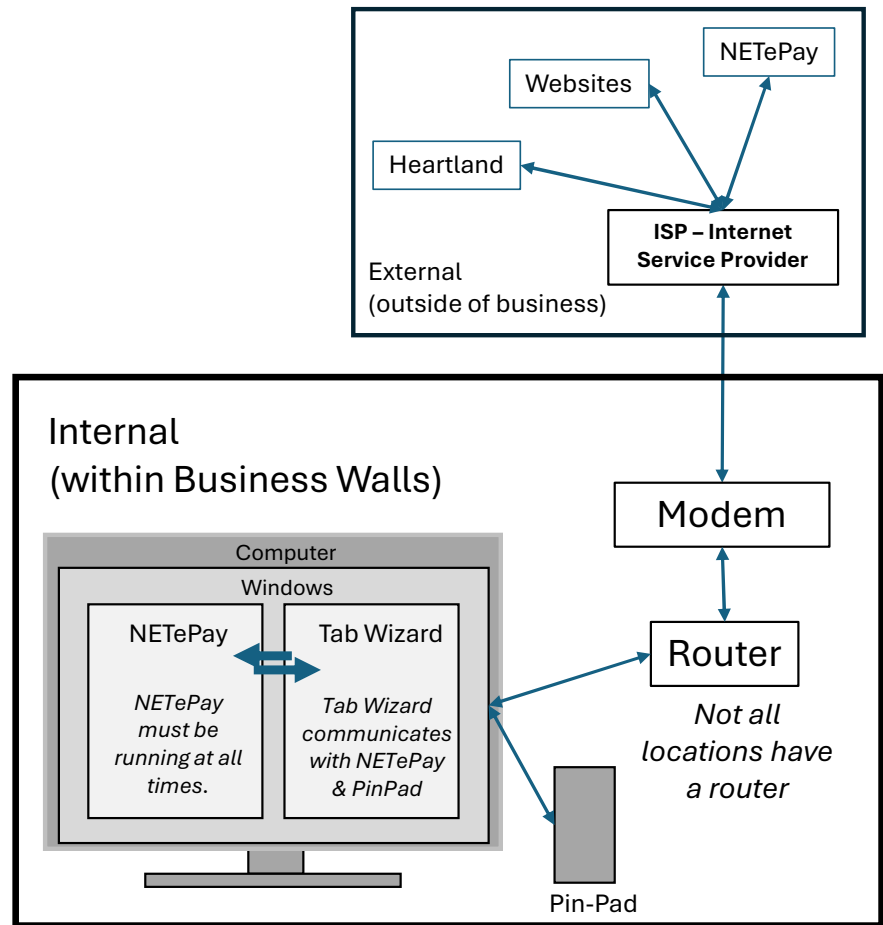 NETePay
Websites
Heartland
ISP – Internet
Service Provider
External
(outside of business)
Internal
(within Business Walls)
Modem
Computer
Windows
NETePay
Tab Wizard
NETePay
must be
running at all
times.
Tab Wizard
communicates
with NETePay
& PinPad
Router
Not all
locations have
a router
Pin-Pad